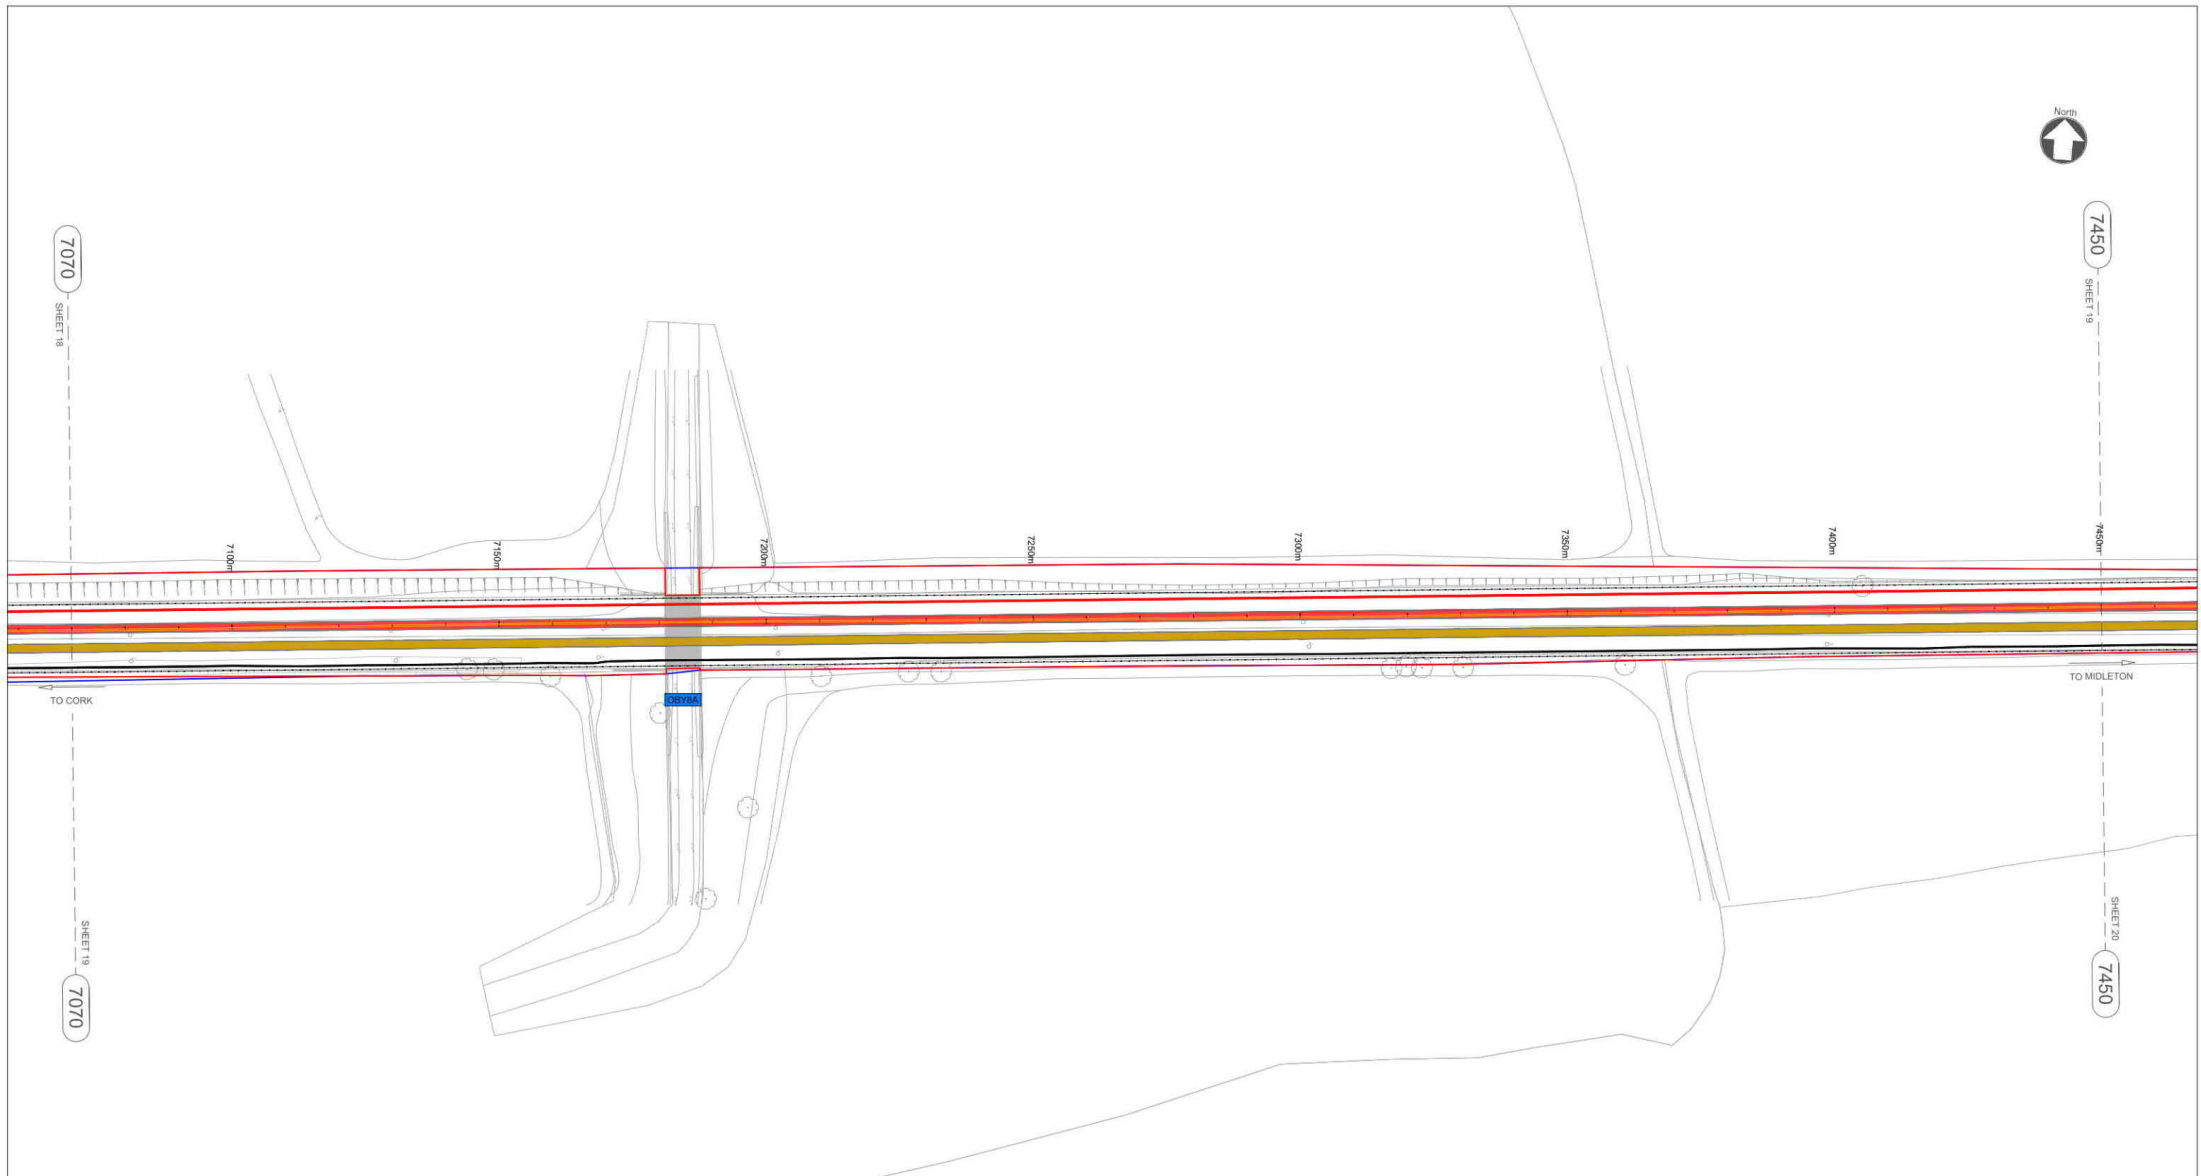 North
7070
SHEET 18
7450
SHEET 19
7100m
7150m
7200m
7250m
7300m
7350m
7400m
7450m
TO CORK
OBY8A
TO MIDLETON
SHEET 19
7070
SHEET 20
7450